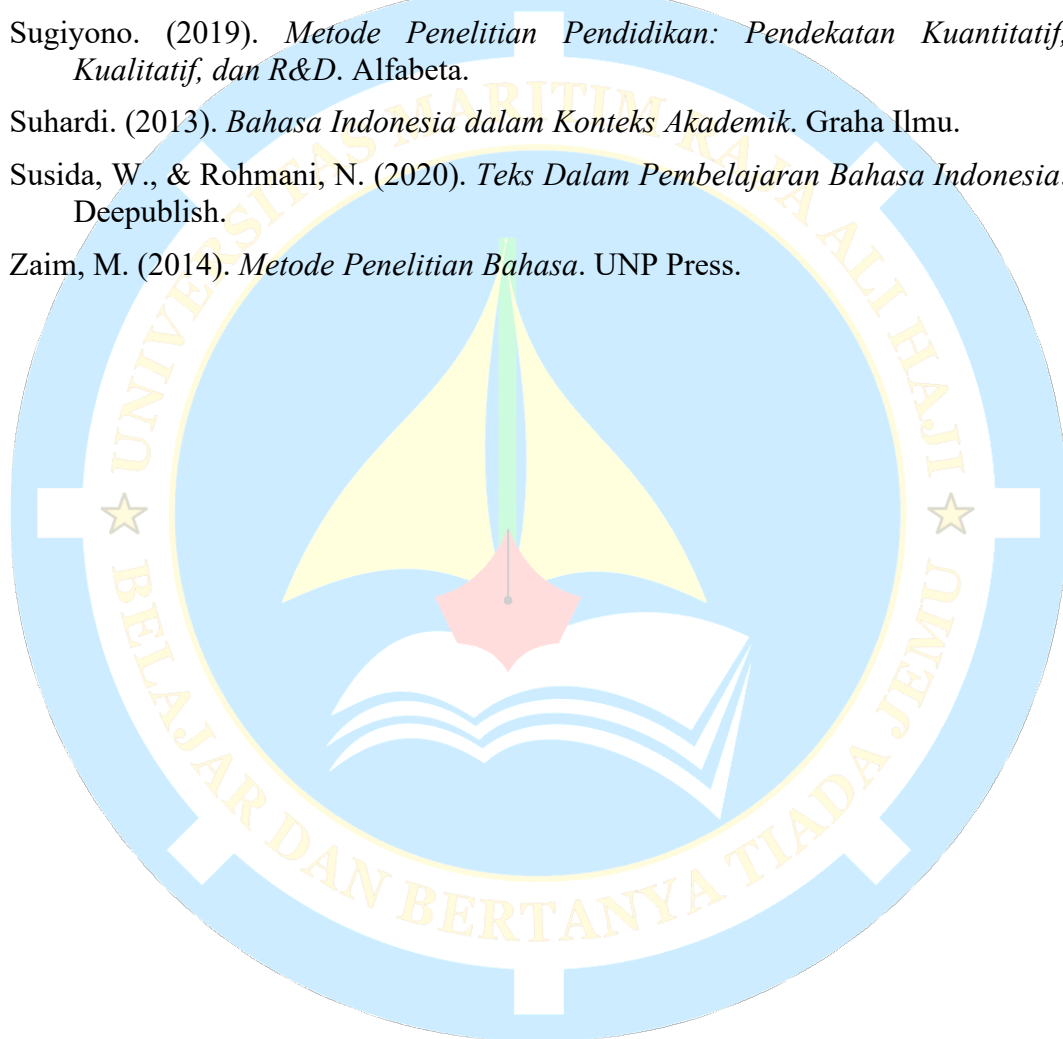 Sugiyono. (2019). Metode Penelitian Pendidikan: Pendekatan Kuantitatif,
Kualitatif, dan R&D. Alfabeta.
Suhardi. (2013). Bahasa Indonesia dalam Konteks Akademik. Graha Ilmu.
Susida, W., & Rohmani, N. (2020). Teks Dalam Pembelajaran Bahasa Indonesia.
Deepublish.
Zaim, M. (2014). Metode Penelitian Bahasa. UNP Press.
UNIVERSITAS MARITIM RAJA ALI HAJI
BELAJAR DAN BERTANYA TIADA JEMU